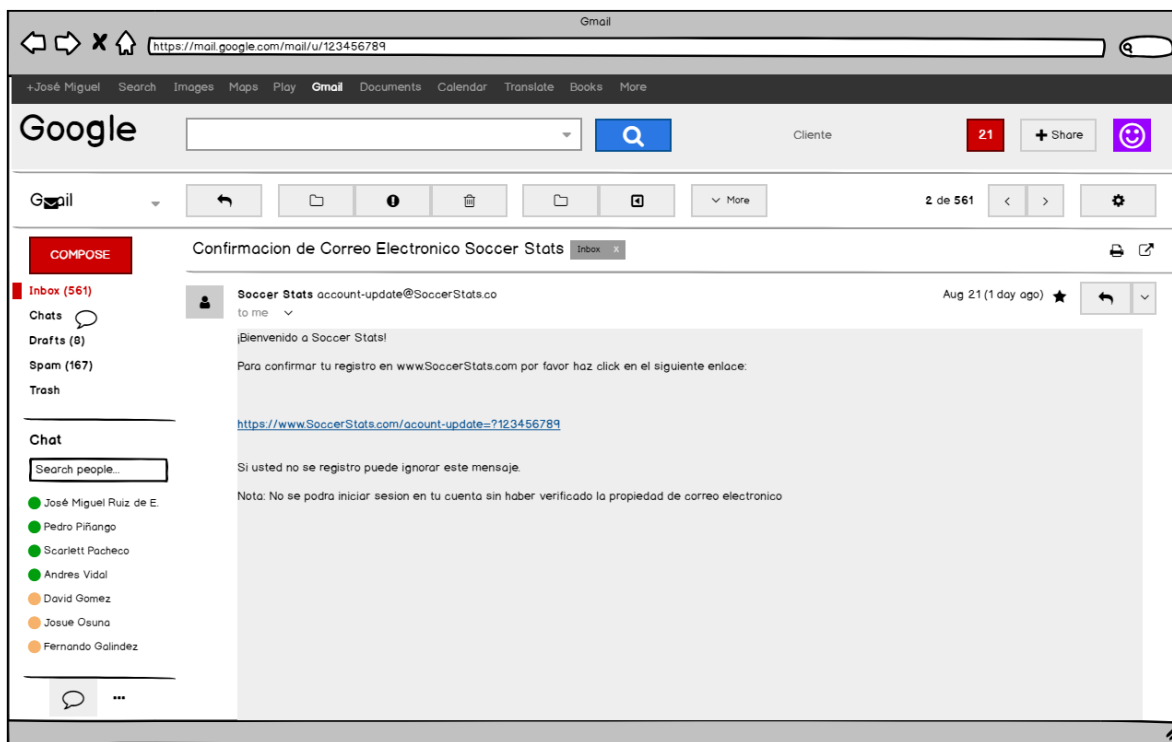 Gmail
https://mail.google.com/mail/u/123456789
+José Miguel Search Images Maps Play Gmail Documents Calendar Translate Books More
Google
Cliente
21
+ Share
Gmail
More
2 de 561
COMPOSE
Confirmacion de Correo Electronico Soccer Stats
Inbox x
Inbox (561)
Chats
Drafts (8)
Spam (167)
Trash
Soccer Stats account-update@SoccerStats.co
to me
Aug 21 (1 day ago)
¡Bienvenido a Soccer Stats!
Para confirmar tu registro en www.SoccerStats.com por favor haz click en el siguiente enlace:
https://www.SoccerStats.com/acount-update=?123456789
Si usted no se registro puede ignorar este mensaje.
Nota: No se podra iniciar sesion en tu cuenta sin haber verificado la propiedad de correo electronico
Chat
Search people...
José Miguel Ruiz de E.
Pedro Piñango
Scarlett Pacheco
Andres Vidal
David Gomez
Josue Osuna
Fernando Galindez